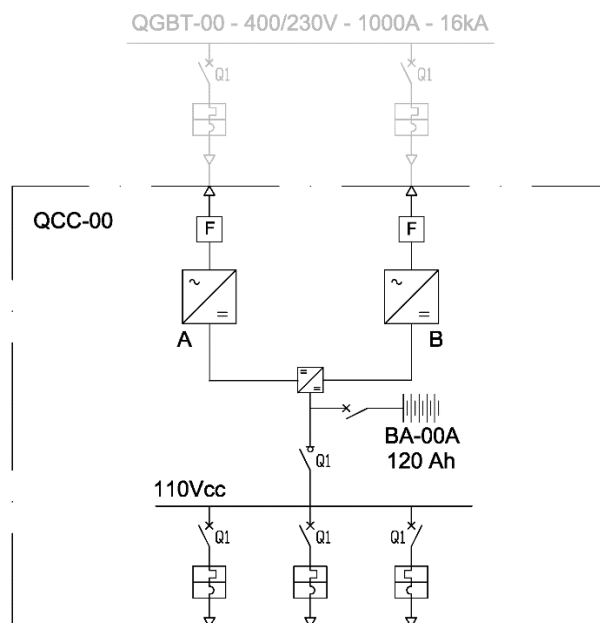 QGBT-00 - 400/230V - 1000A - 16kA
Q1
Q1
QCC-00
F
F
A
B
BA-00A
120 Ah
Q1
110Vcc
Q1
Q1
Q1